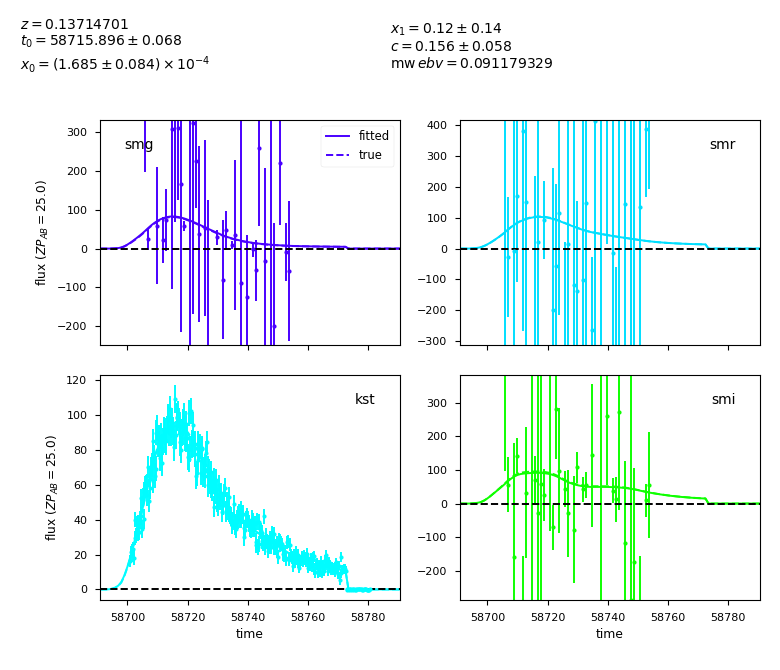 z = 0.13714701
t₀ = 58715.896 ± 0.068
x₀ = (1.685 ± 0.084) × 10⁻⁴
x₁ = 0.12 ± 0.14
c = 0.156 ± 0.058
mw ebv = 0.091179329
smg
fitted
true
300
200
100
0
−100
−200
flux (ZP_AB = 25.0)
smr
400
300
200
100
0
−100
−200
−300
kst
120
100
80
60
40
20
0
flux (ZP_AB = 25.0)
58700 58720 58740 58760 58780
time
smi
300
200
100
0
−100
−200
58700 58720 58740 58760 58780
time